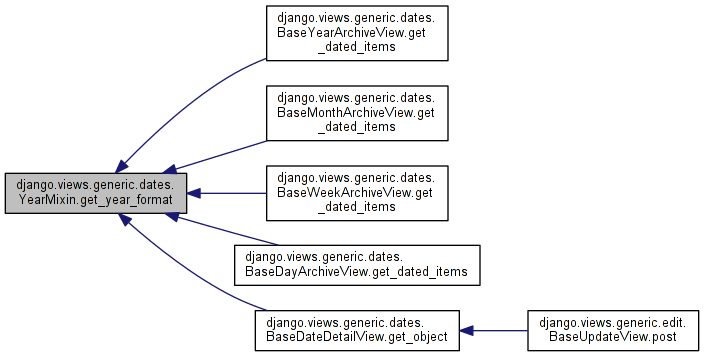 django.views.generic.dates.
BaseYearArchiveView.get
_dated_items
django.views.generic.dates.
BaseMonthArchiveView.get
_dated_items
django.views.generic.dates.
YearMixin.get_year_format
django.views.generic.dates.
BaseWeekArchiveView.get
_dated_items
django.views.generic.dates.
BaseDayArchiveView.get_dated_items
django.views.generic.dates.
BaseDateDetailView.get_object
django.views.generic.edit.
BaseUpdateView.post